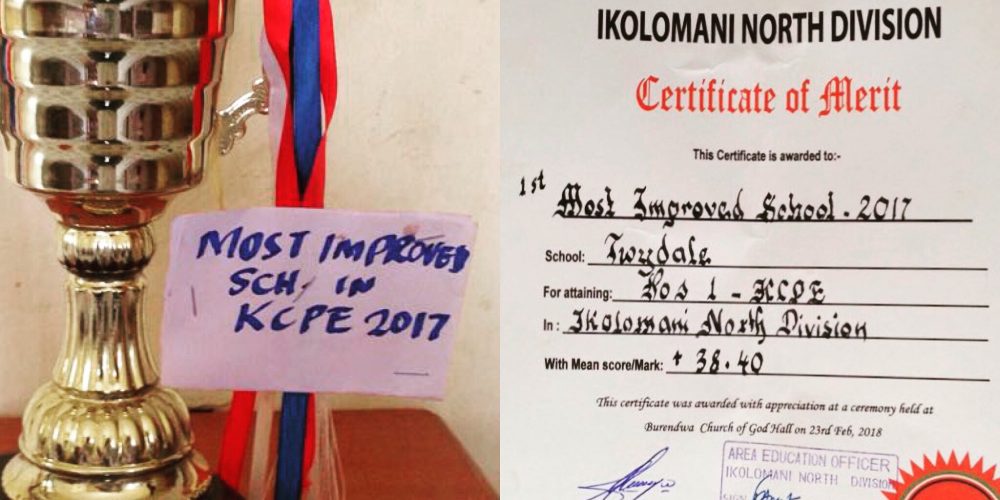 MOST IMPROVED
SCH. IN
KCPE 2017
IKOLOMANI NORTH DIVISION
Certificate of Merit
This Certificate is awarded to:-
1st Most Improved School - 2017
School: Twydale
For attaining: Pos 1 - KCPE
In : Ikolomani North Division
With Mean score/Mark: + 38.40
This certificate was awarded with appreciation at a ceremony held at
Burendwa Church of God Hall on 23rd Feb, 2018
AREA EDUCATION OFFICER
IKOLOMANI NORTH DIVISION
SIGN